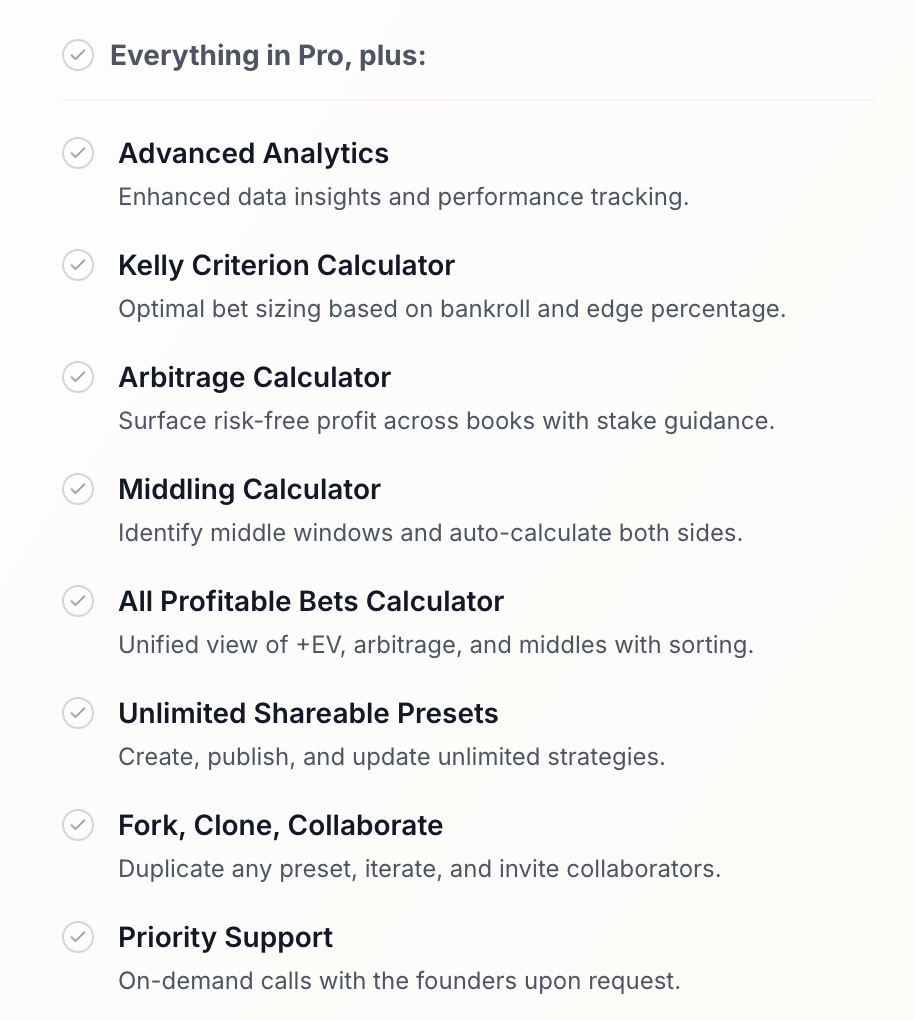 Everything in Pro, plus:
Advanced Analytics
Enhanced data insights and performance tracking.
Kelly Criterion Calculator
Optimal bet sizing based on bankroll and edge percentage.
Arbitrage Calculator
Surface risk-free profit across books with stake guidance.
Middling Calculator
Identify middle windows and auto-calculate both sides.
All Profitable Bets Calculator
Unified view of +EV, arbitrage, and middles with sorting.
Unlimited Shareable Presets
Create, publish, and update unlimited strategies.
Fork, Clone, Collaborate
Duplicate any preset, iterate, and invite collaborators.
Priority Support
On-demand calls with the founders upon request.